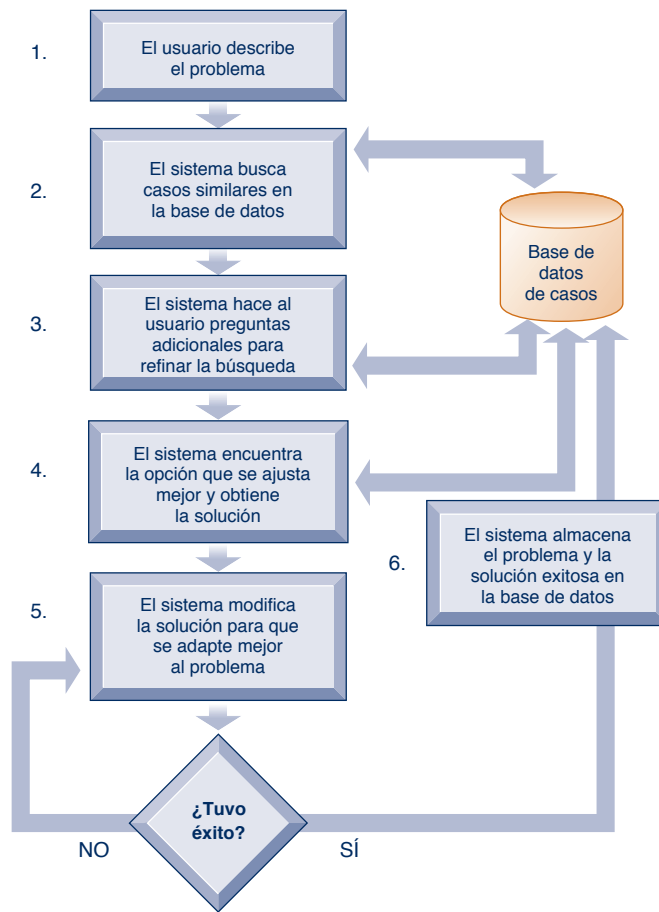 1.
El usuario describe
el problema
2.
El sistema busca
casos similares en
la base de datos
Base de
datos
de casos
3.
El sistema hace al
usuario preguntas
adicionales para
refinar la búsqueda
4.
El sistema encuentra
la opción que se ajusta
mejor y obtiene
la solución
5.
El sistema modifica
la solución para que
se adapte mejor
al problema
6.
El sistema almacena
el problema y la
solución exitosa en
la base de datos
¿Tuvo
éxito?
NO
SÍ